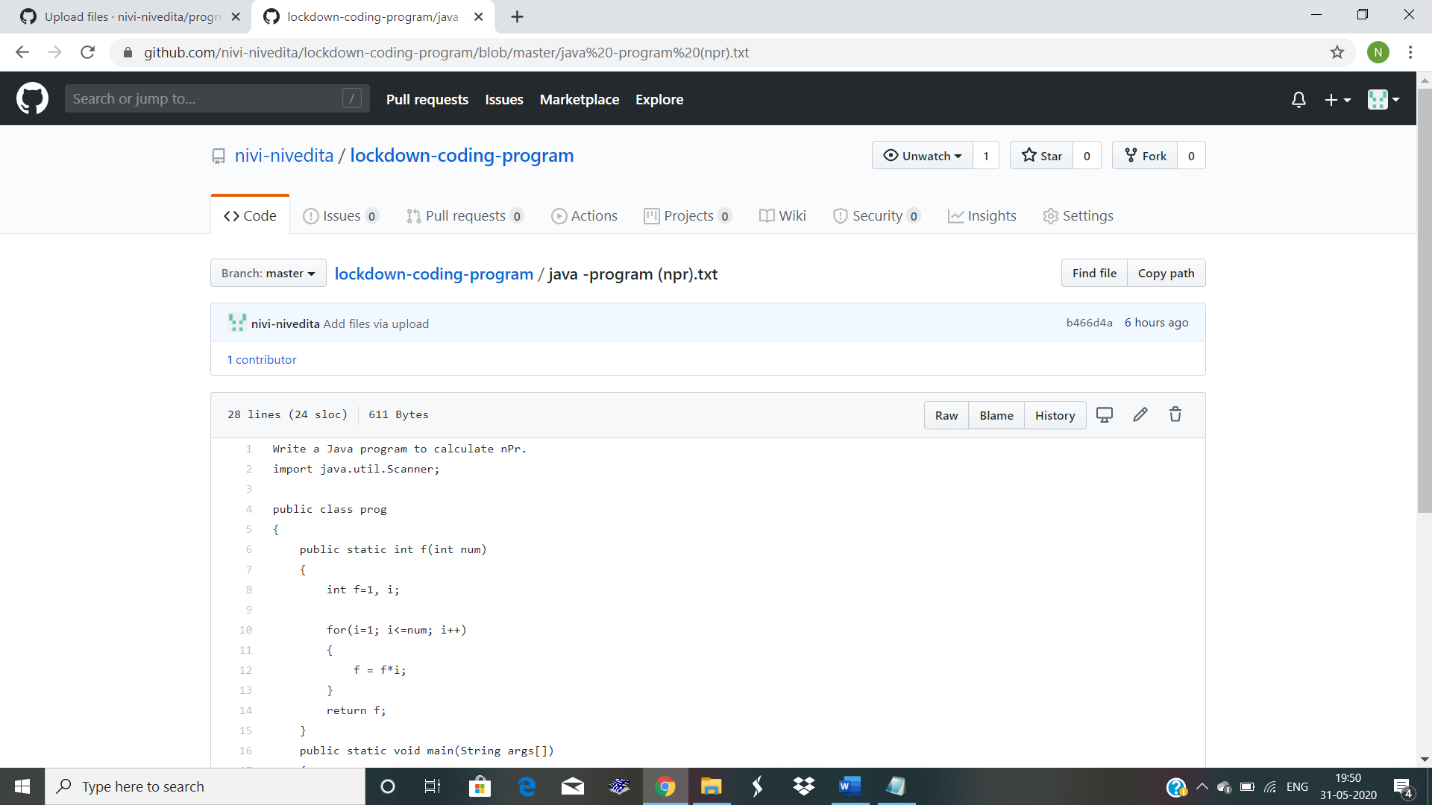 Upload files · nivi-nivedita/progre
lockdown-coding-program/java
github.com/nivi-nivedita/lockdown-coding-program/blob/master/java%20-program%20(npr).txt
N
Search or jump to...
/
Pull requests
Issues
Marketplace
Explore
nivi-nivedita / lockdown-coding-program
Unwatch 1
Star 0
Fork 0
Code
Issues 0
Pull requests 0
Actions
Projects 0
Wiki
Security 0
Insights
Settings
Branch: master
lockdown-coding-program / java -program (npr).txt
Find file
Copy path
nivi-nivedita Add files via upload
b466d4a 6 hours ago
1 contributor
28 lines (24 sloc) 611 Bytes
Raw
Blame
History
1 Write a Java program to calculate nPr.
2 import java.util.Scanner;
3
4 public class prog
5 {
6 public static int f(int num)
7 {
8 int f=1, i;
9
10 for(i=1; i<=num; i++)
11 {
12 f = f*i;
13 }
14 return f;
15 }
16 public static void main(String args[])
Type here to search
ENG
19:50
31-05-2020
4